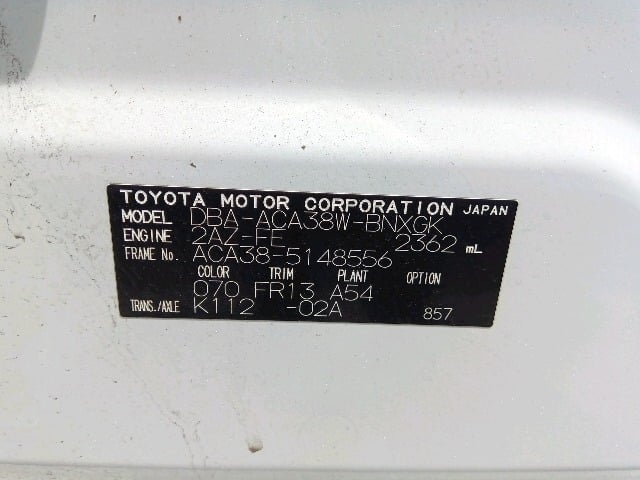 TOYOTA MOTOR CORPORATION JAPAN
MODEL DBA-ACA38W-BNXGK
ENGINE 2AZ-FE 2362 mL
FRAME No. ACA38-5148556
COLOR TRIM PLANT OPTION
070 FR13 A54
TRANS./AXLE K112 -02A 857